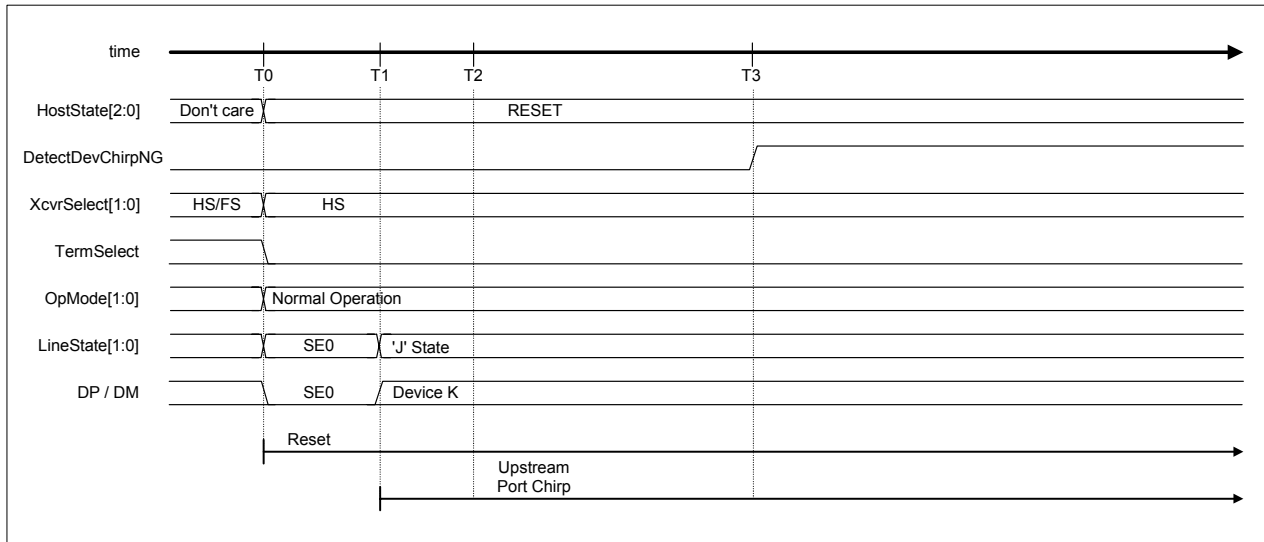 time
T0 T1 T2 T3
HostState[2:0] Don't care RESET
DetectDevChirpNG
XcvrSelect[1:0] HS/FS HS
TermSelect
OpMode[1:0] Normal Operation
LineState[1:0] SE0 'J' State
DP / DM SE0 Device K
Reset
Upstream
Port Chirp